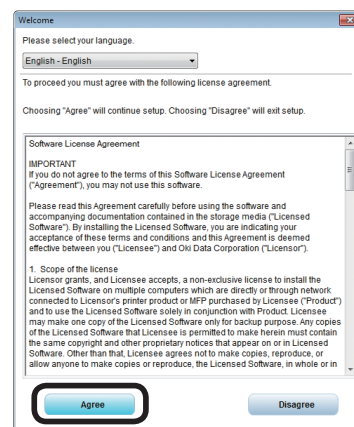 Welcome
Please select your language.
English - English
To proceed you must agree with the following license agreement.
Choosing "Agree" will continue setup. Choosing "Disagree" will exit setup.
Software License Agreement
IMPORTANT
If you do not agree to the terms of this Software License Agreement
("Agreement"), you may not use this software.
Please read this Agreement carefully before using the software and
accompanying documentation contained in the storage media ("Licensed
Software"). By installing the Licensed Software, you are indicating your
acceptance of these terms and conditions and this Agreement is deemed
effective between you ("Licensee") and Oki Data Corporation ("Licensor").
1. Scope of the license
Licensor grants, and Licensee accepts, a non-exclusive license to install the
Licensed Software on multiple computers which are directly or through network
connected to Licensor's printer product or MFP purchased by Licensee ("Product")
and to use the Licensed Software solely in conjunction with Product. Licensee
may make one copy of the Licensed Software only for backup purpose. Any copies
of the Licensed Software that Licensee is permitted to make herein must contain
the same copyright and other proprietary notices that appear on or in Licensed
Software. Other than that, Licensee agrees not to make copies, reproduce, or
allow anyone to make copies or reproduce, the Licensed Software, in whole or in
Agree
Disagree